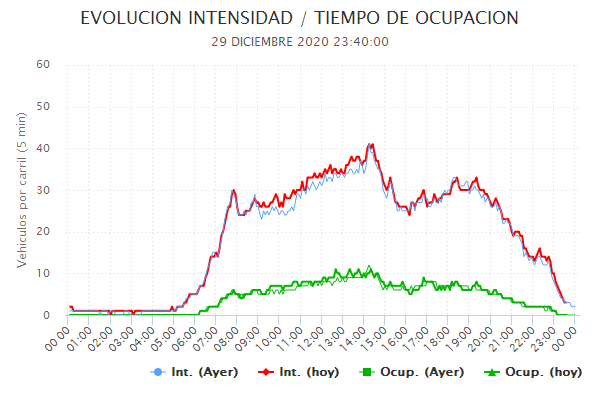 EVOLUCION INTENSIDAD / TIEMPO DE OCUPACION
29 DICIEMBRE 2020 23:40:00
Vehiculos por carril (5 min)
60
50
40
30
20
10
0
00:00 01:00 02:00 03:00 04:00 05:00 06:00 07:00 08:00 09:00 10:00 11:00 12:00 13:00 14:00 15:00 16:00 17:00 18:00 19:00 20:00 21:00 22:00 23:00 00:00
Int. (Ayer) Int. (hoy) Ocup. (Ayer) Ocup. (hoy)